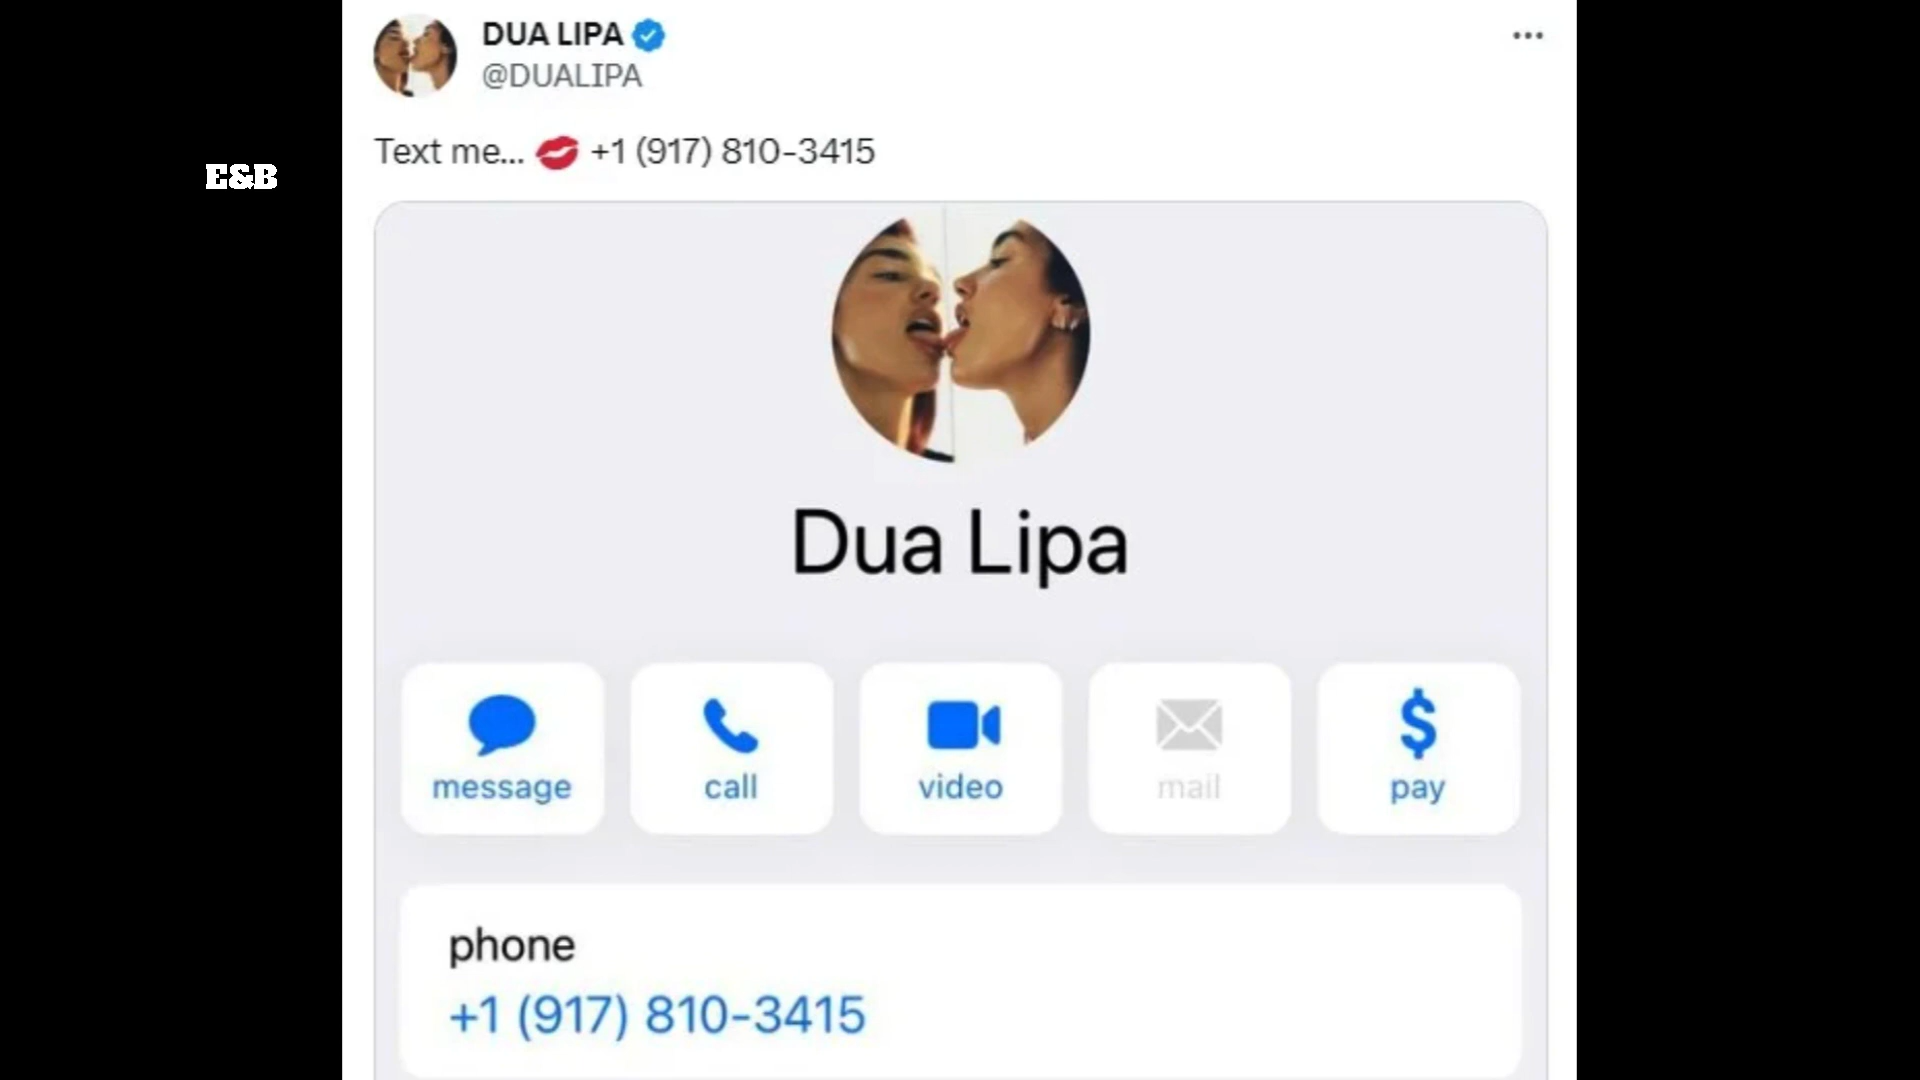 DUA LIPA
@DUALIPA
Text me... 💋 +1 (917) 810-3415
E&B
Dua Lipa
message
call
video
mail
pay
phone
+1 (917) 810-3415